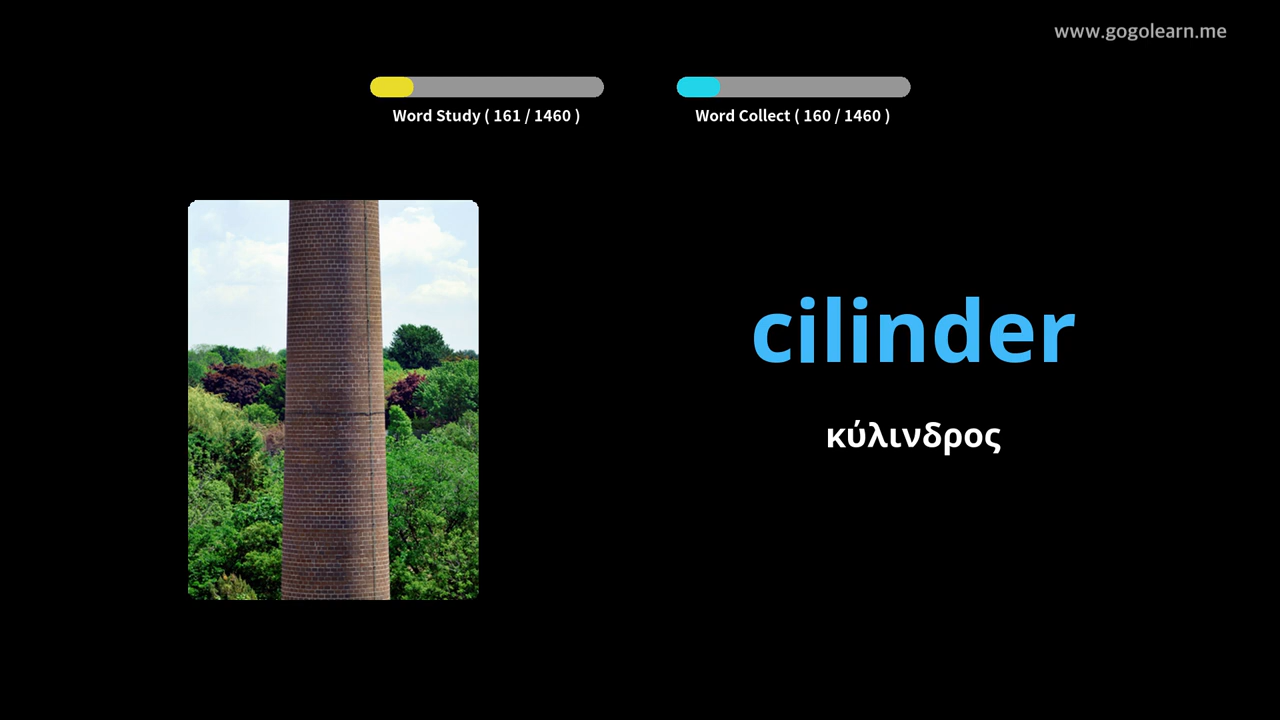 www.gogolearn.me
Word Study ( 161 / 1460 )
Word Collect ( 160 / 1460 )
cilinder
κύλινδρος